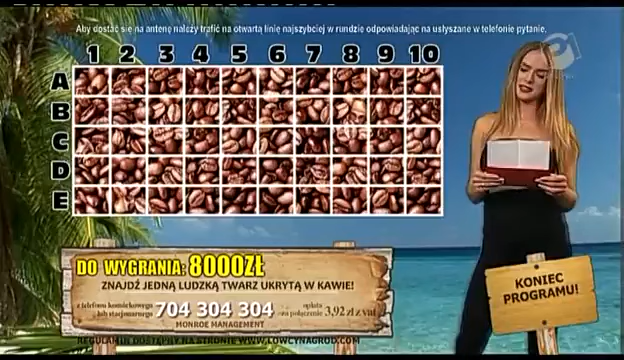 Aby dostać się na antenę należy trafić na otwartą linię najszybciej w rundzie odpowiadając na usłyszane w telefonie pytanie.
1 2 3 4 5 6 7 8 9 10
A
B
C
D
E
DO WYGRANIA: 8000ZŁ
ZNAJDŹ JEDNĄ LUDZKĄ TWARZ UKRYTĄ W KAWIE!
z telefonu komórkowego
lub stacjonarnego 704 304 304 opłata
za połączenie 3,92 zł z vat
MONROE MANAGEMENT
REGULAMIN DOSTĘPNY NA STRONIE WWW.LOWCYNAGROD.COM
KONIEC
PROGRAMU!